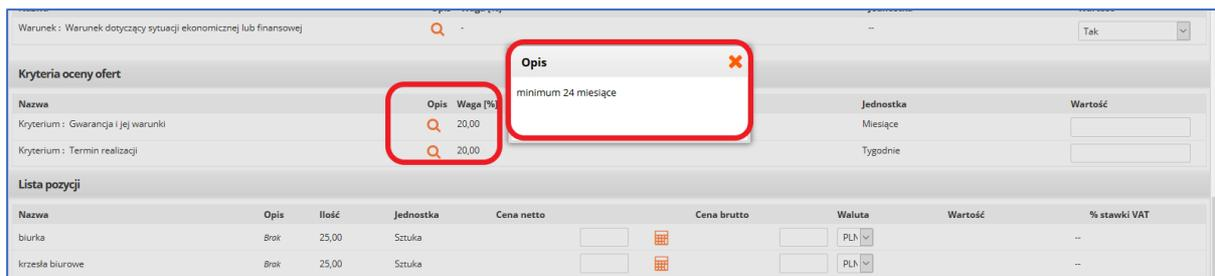 Warunek : Warunek dotyczący sytuacji ekonomicznej lub finansowej - -- Tak
Opis
minimum 24 miesiące
Kryteria oceny ofert
Nazwa Opis Waga [%] Jednostka Wartość
Kryterium : Gwarancja i jej warunki 20,00 Miesiące
Kryterium : Termin realizacji 20,00 Tygodnie
Lista pozycji
Nazwa Opis Ilość Jednostka Cena netto Cena brutto Waluta Wartość % stawki VAT
biurka Brak 25,00 Sztuka PLN --
krzesła biurowe Brak 25,00 Sztuka PLN --